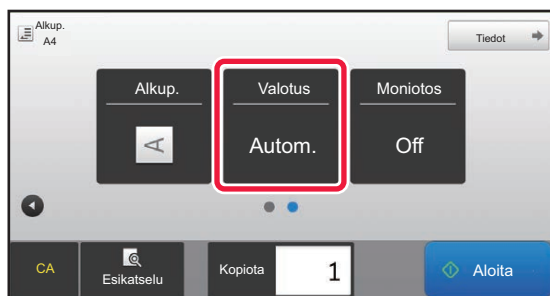 Alkup.
A4
Tiedot
Alkup.
Valotus
Moniotos
A
Autom.
Off
CA
Esikatselu
Kopiota
1
Aloita